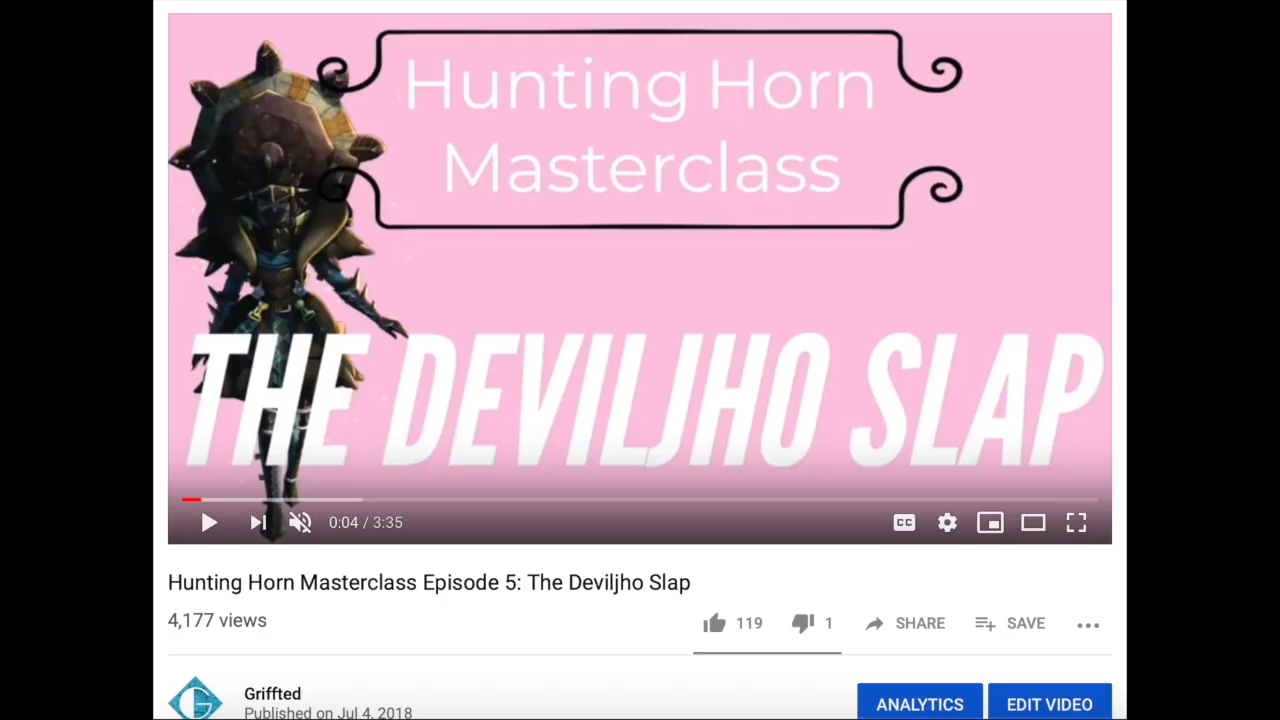 Hunting Horn
Masterclass
THE DEVILJHO SLAP
0:04 / 3:35
CC
Hunting Horn Masterclass Episode 5: The Deviljho Slap
4,177 views
119 1 SHARE SAVE
G
Griffted
Published on Jul 4, 2018
ANALYTICS EDIT VIDEO